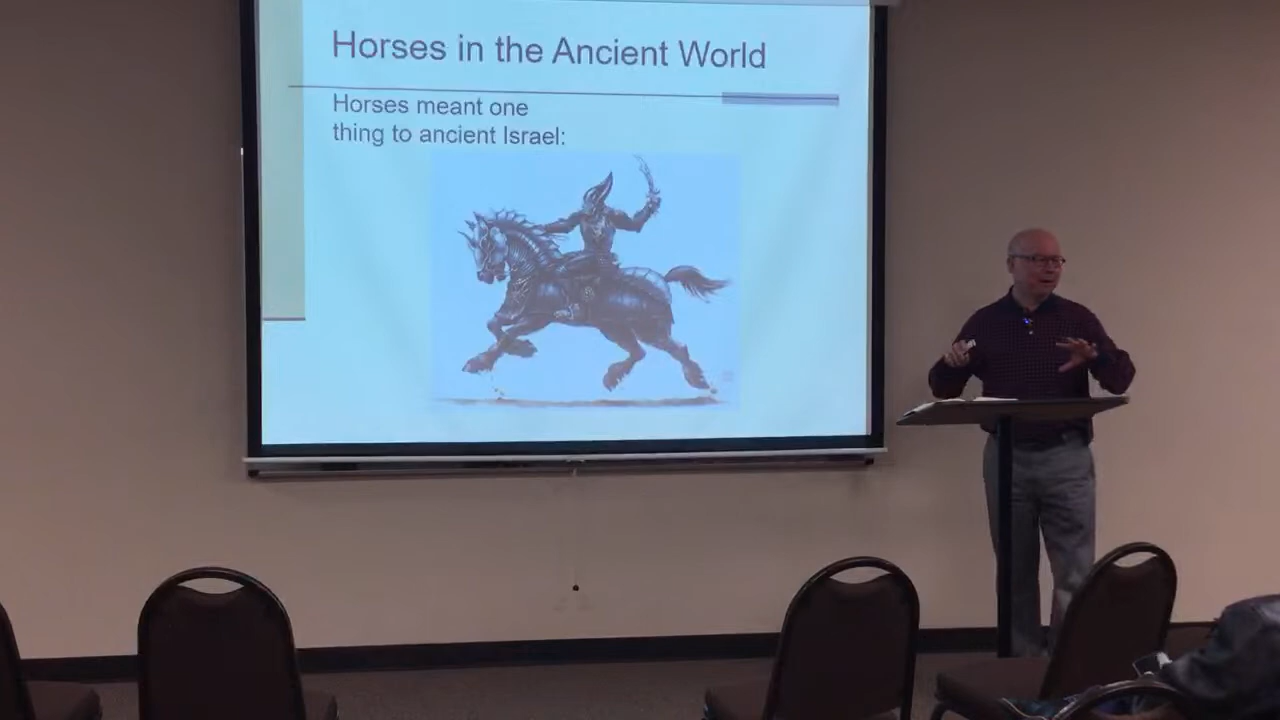 Horses in the Ancient World
Horses meant one
thing to ancient Israel: